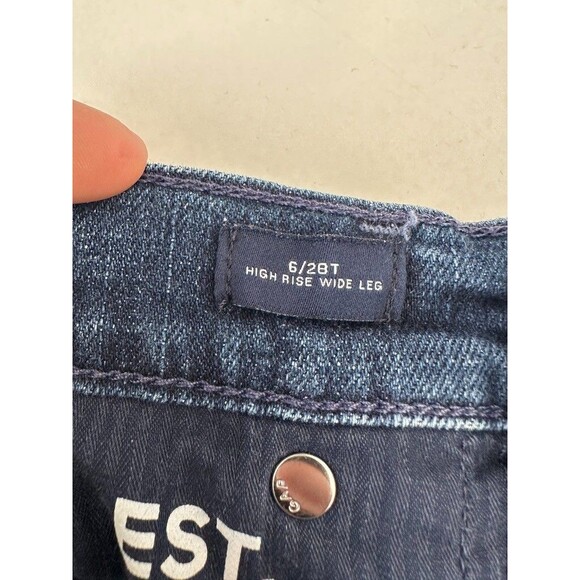 6/28T
HIGH RISE WIDE LEG
GAP
EST.